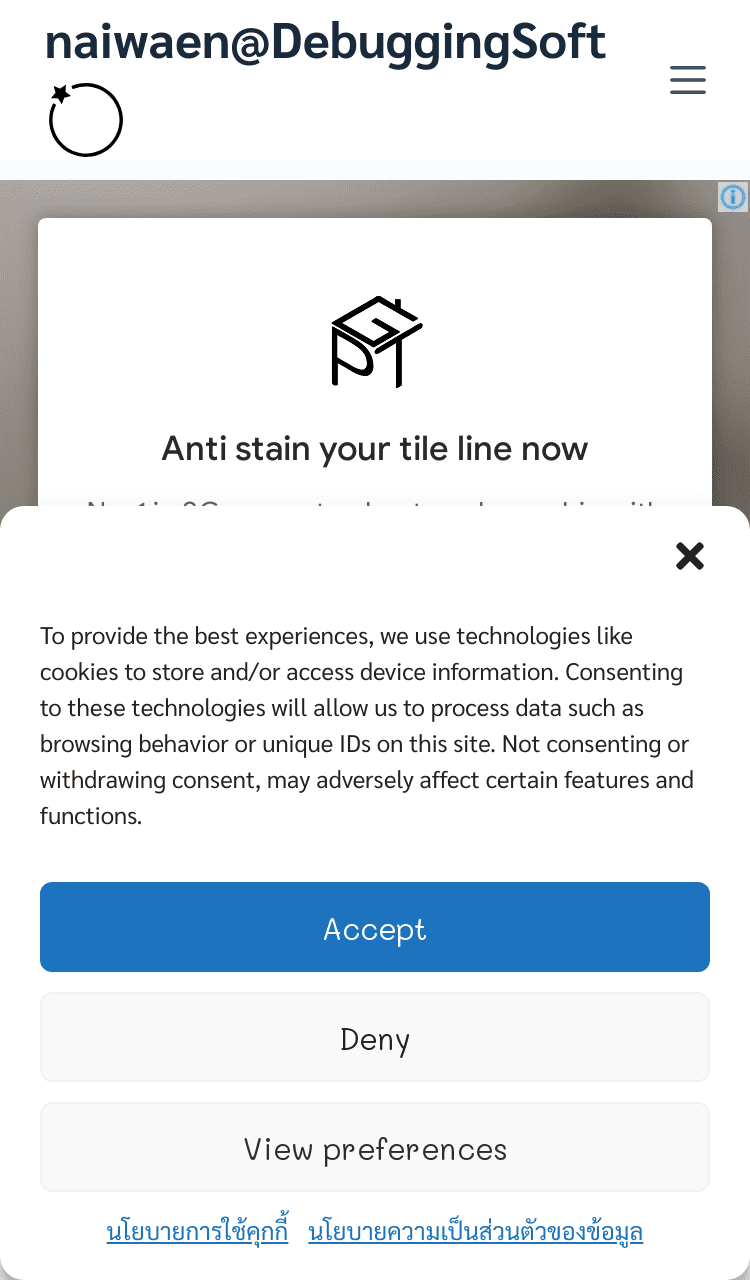 naiwaen@DebuggingSoft
Anti stain your tile line now
To provide the best experiences, we use technologies like
cookies to store and/or access device information. Consenting
to these technologies will allow us to process data such as
browsing behavior or unique IDs on this site. Not consenting or
withdrawing consent, may adversely affect certain features and
functions.
Accept
Deny
View preferences
นโยบายการใช้คุกกี้ นโยบายความเป็นส่วนตัวของข้อมูล